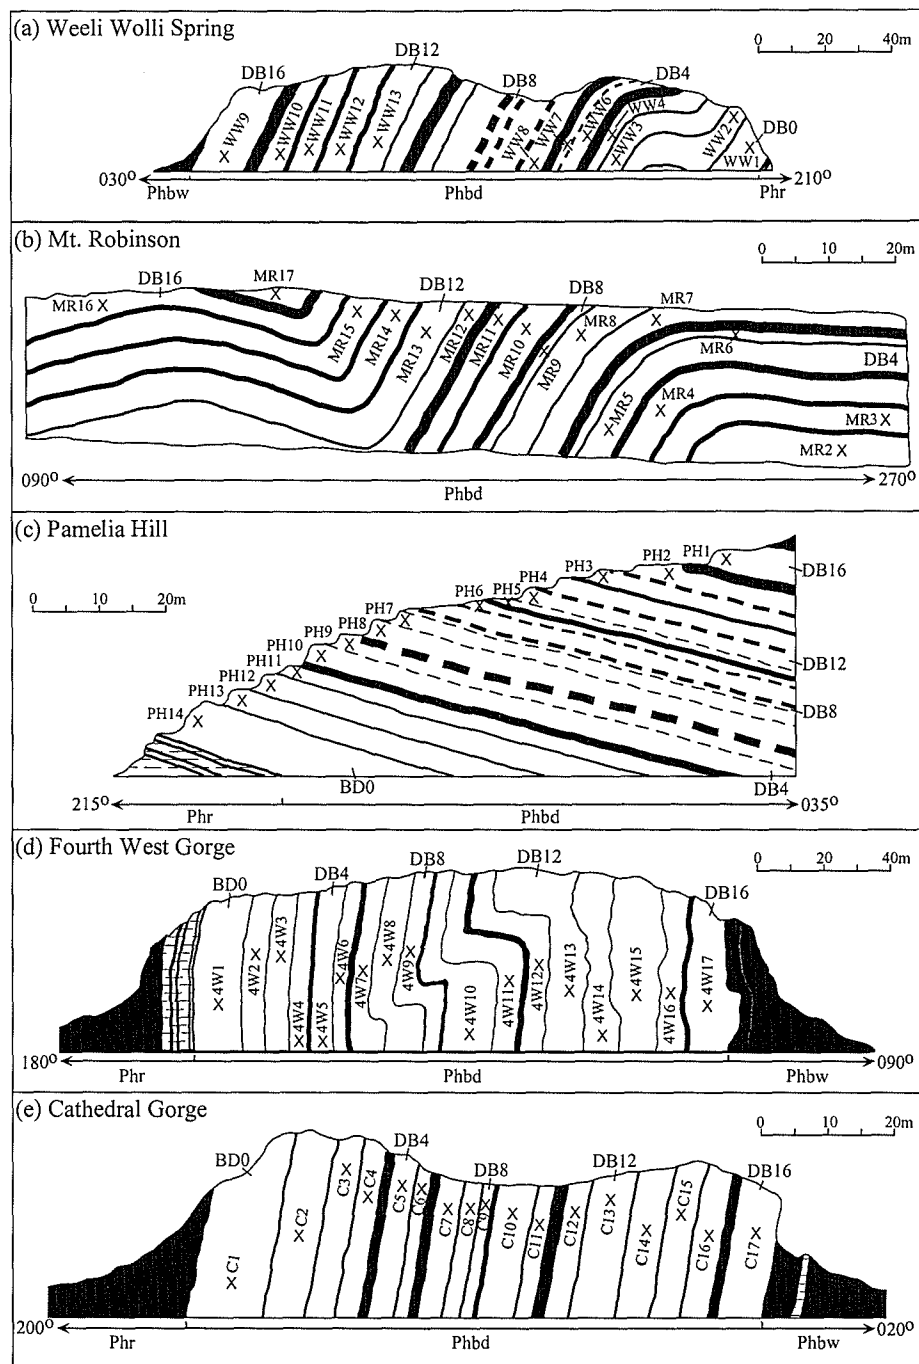 (a) Weeli Wolli Spring
0 20 40m
DB16 DB12 DB8 DB4 DB0
WW9 WW10 WW11 WW12 WW13 WW8 WW7 WW6 WW4 WW3 WW2 WW1
030° 210°
Phbw Phbd Phr
(b) Mt. Robinson
0 10 20m
DB16 DB12 DB8 DB4
MR16 MR17 MR15 MR14 MR13 MR12 MR11 MR10 MR9 MR8 MR7 MR6 MR5 MR4 MR3 MR2
090° 270°
Phbd
(c) Pamelia Hill
0 10 20m
PH1 PH2 PH3 PH4 PH5 PH6 PH7 PH8 PH9 PH10 PH11 PH12 PH13 PH14
DB16
DB12
DB8
BD0 DB4
215° 035°
Phr Phbd
(d) Fourth West Gorge
0 20 40m
BD0 DB4 DB8 DB12 DB16
4W1 4W2 4W3 4W4 4W5 4W6 4W7 4W8 4W9 4W10 4W11 4W12 4W13 4W14 4W15 4W16 4W17
180° 090°
Phr Phbd Phbw
(e) Cathedral Gorge
0 10 20m
BD0 DB4 DB8 DB12 DB16
C1 C2 C3 C4 C5 C6 C7 C8 C9 C10 C11 C12 C13 C14 C15 C16 C17
200° 020°
Phr Phbd Phbw